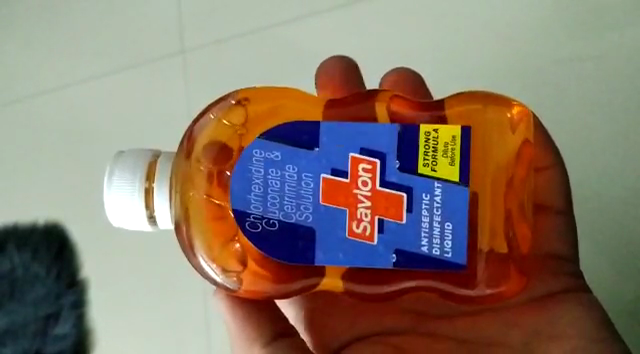 Chlorhexidine
Gluconate &
Cetrimide
Solution
Savlon
STRONG
FORMULA
Dilute
Before Use
ANTISEPTIC
DISINFECTANT
LIQUID